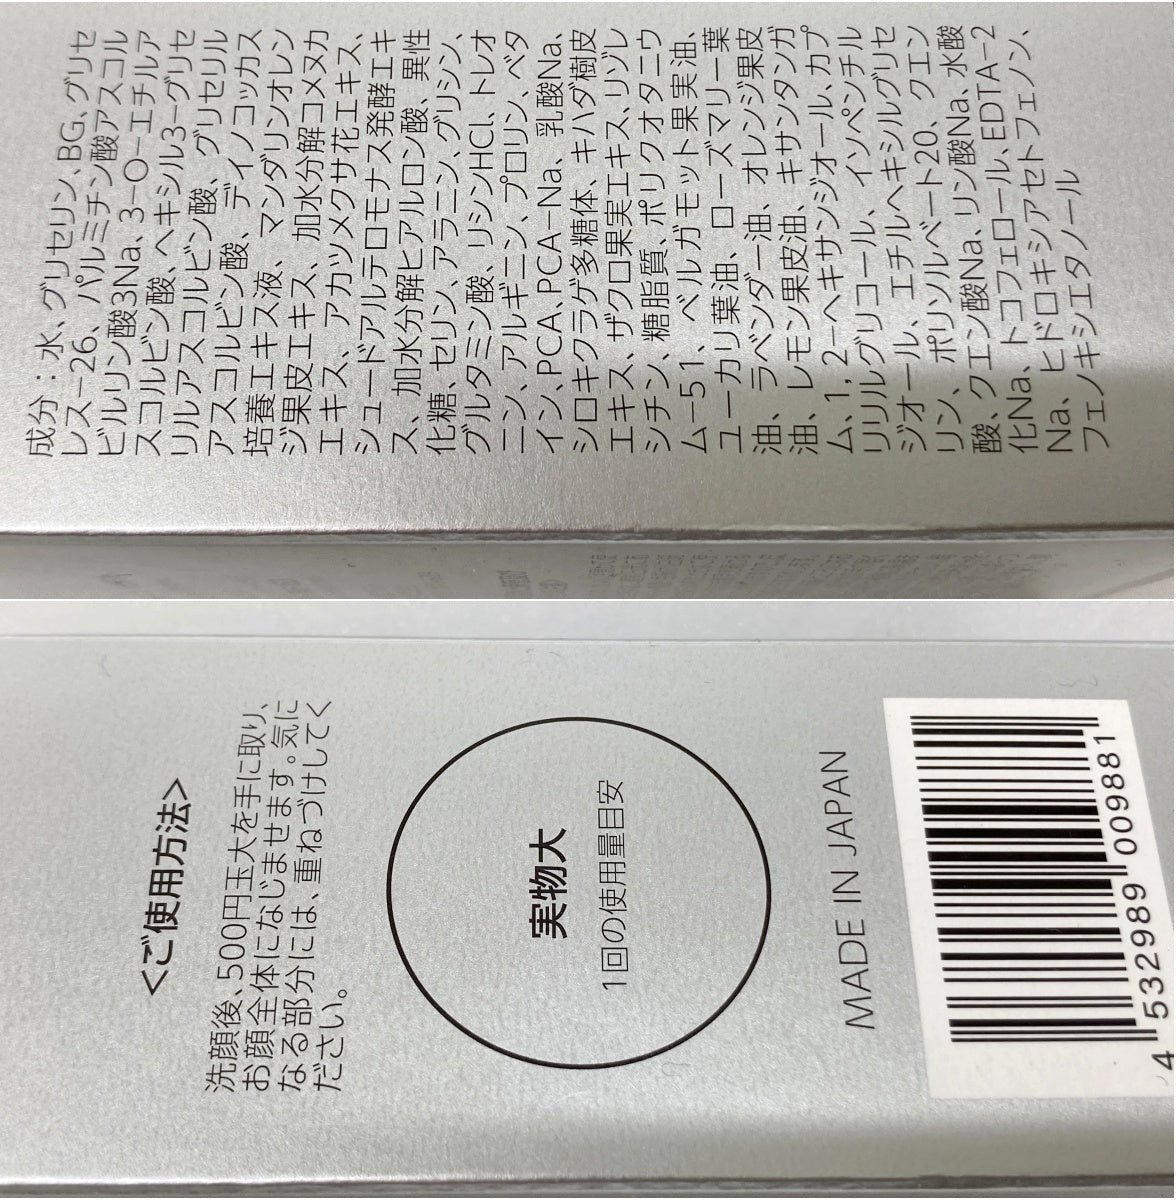 成分：水、グリセリン、BG、グリセ
レス－26、パルミチン酸アスコル
ビルリン酸3Na、3－O－エチルア
スコルビン酸、ヘキシル3－グリセ
リルアスコルビン酸、グリセリル
アスコルビン酸、ディノコッカス
培養エキス液、マンダリンオレン
ジ果皮エキス、加水分解コメヌカ
エキス、アカツメクサ花エキス、
シュードアルテロモナス発酵エキ
ス、加水分解ヒアルロン酸、異性
化糖、セリン、アラニン、グリシン、
グルタミン酸、リシンHCl、トレオ
ニン、アルギニン、プロリン、ベタ
イン、PCA、PCA－Na、乳酸Na、
シロキクラゲ多糖体、キハダ樹皮
エキス、ザクロ果実エキス、リゾレ
シチン、糖脂質、ポリクオタニウ
ム－51、ベルガモット果実油、
ユーカリ葉油、ローズマリー葉
油、ラベンダー油、オレンジ果皮
油、レモン果皮油、キサンタンガ
ム、1，2－ヘキサンジオール、カプ
リリルグリコール、イソペンチル
ジオール、エチルヘキシルグリセ
リン、ポリソルベート20、クエン
酸、クエン酸Na、リン酸Na、水酸
化Na、トコフェロール、EDTA－2
Na、ヒドロキシアセトフェノン、
フェノキシエタノール
＜ご使用方法＞
洗顔後、500円玉大を手に取り、
お顔全体になじませます。気に
なる部分には、重ねづけしてく
ださい。
実物大
1回の使用量目安
MADE IN JAPAN
4 532989 009881